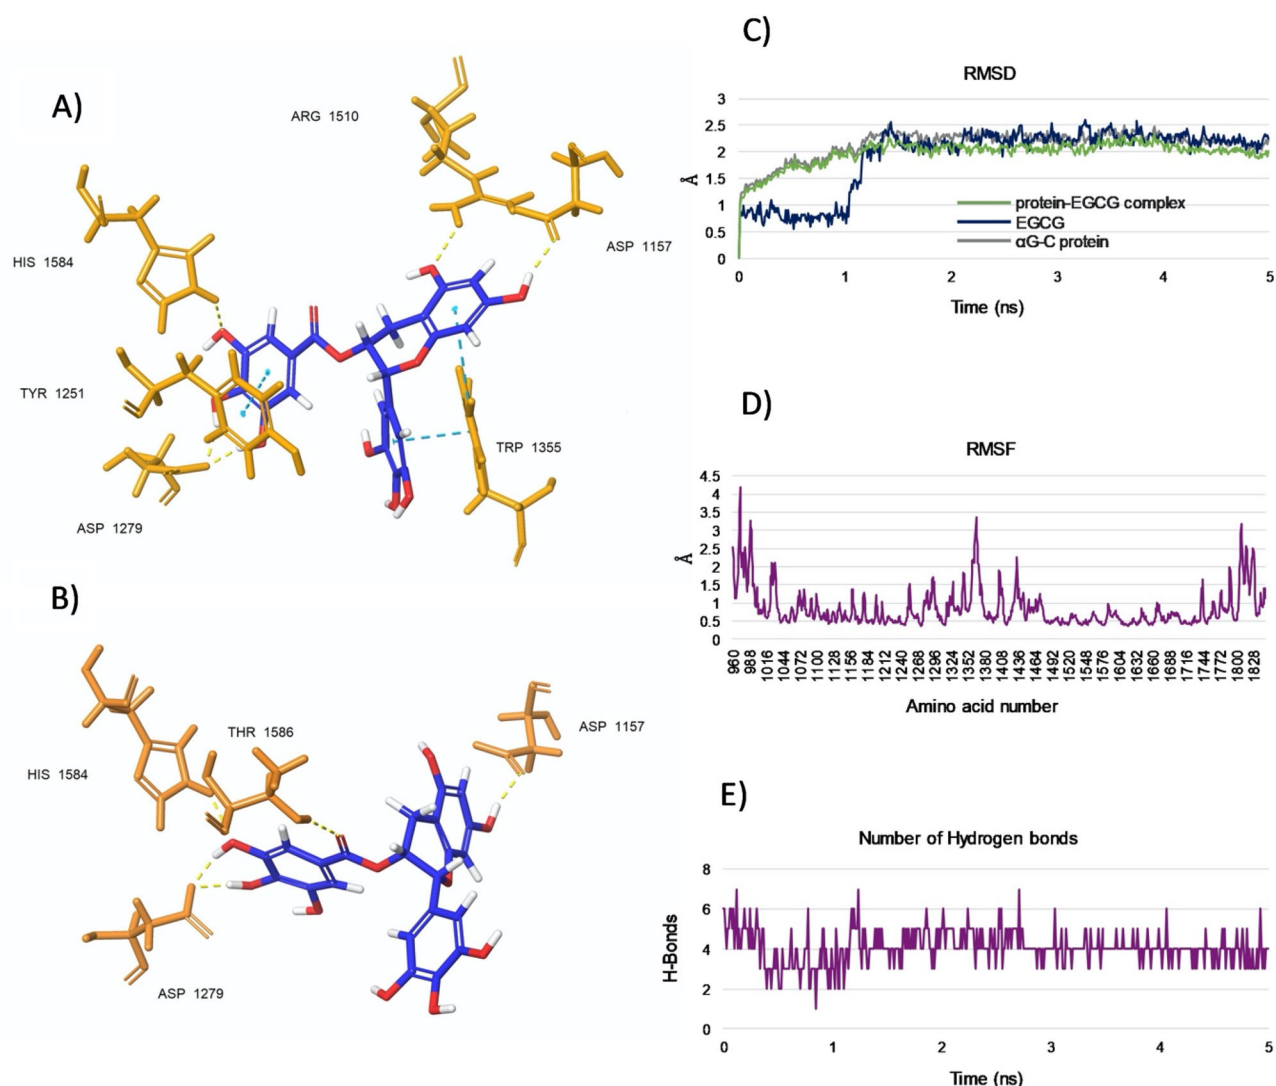 A)
ARG 1510
HIS 1584
ASP 1157
TYR 1251
TRP 1355
ASP 1279
B)
THR 1586
ASP 1157
HIS 1584
ASP 1279
C)
RMSD
3
2.5
2
1.5
1
0.5
0
Å
protein-EGCG complex
EGCG
αG-C protein
0 1 2 3 4 5
Time (ns)
D)
RMSF
4.5
4
3.5
3
2.5
2
1.5
1
0.5
0
Å
960 988 1016 1044 1072 1100 1128 1156 1184 1212 1240 1268 1296 1324 1352 1380 1408 1436 1464 1492 1520 1548 1576 1604 1632 1660 1688 1716 1744 1772 1800 1828
Amino acid number
E)
Number of Hydrogen bonds
8
6
4
2
0
H-Bonds
0 1 2 3 4 5
Time (ns)